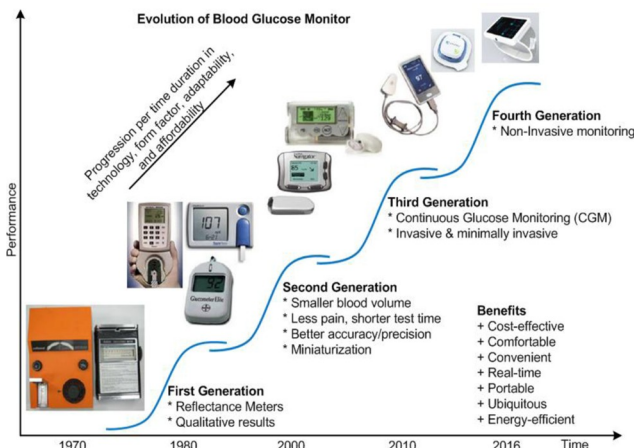 Evolution of Blood Glucose Monitor
Progression per time duration in
technology, form factor, adaptability,
and affordability
Performance
Fourth Generation
* Non-Invasive monitoring
Third Generation
* Continuous Glucose Monitoring (CGM)
* Invasive & minimally invasive
Second Generation
* Smaller blood volume
* Less pain, shorter test time
* Better accuracy/precision
* Miniaturization
Benefits
+ Cost-effective
+ Comfortable
+ Convenient
+ Real-time
+ Portable
+ Ubiquitous
+ Energy-efficient
First Generation
* Reflectance Meters
* Qualitative results
107
92
Glucometer Elite
BAYER
97
1970
1980
2000
2010
2016
Time